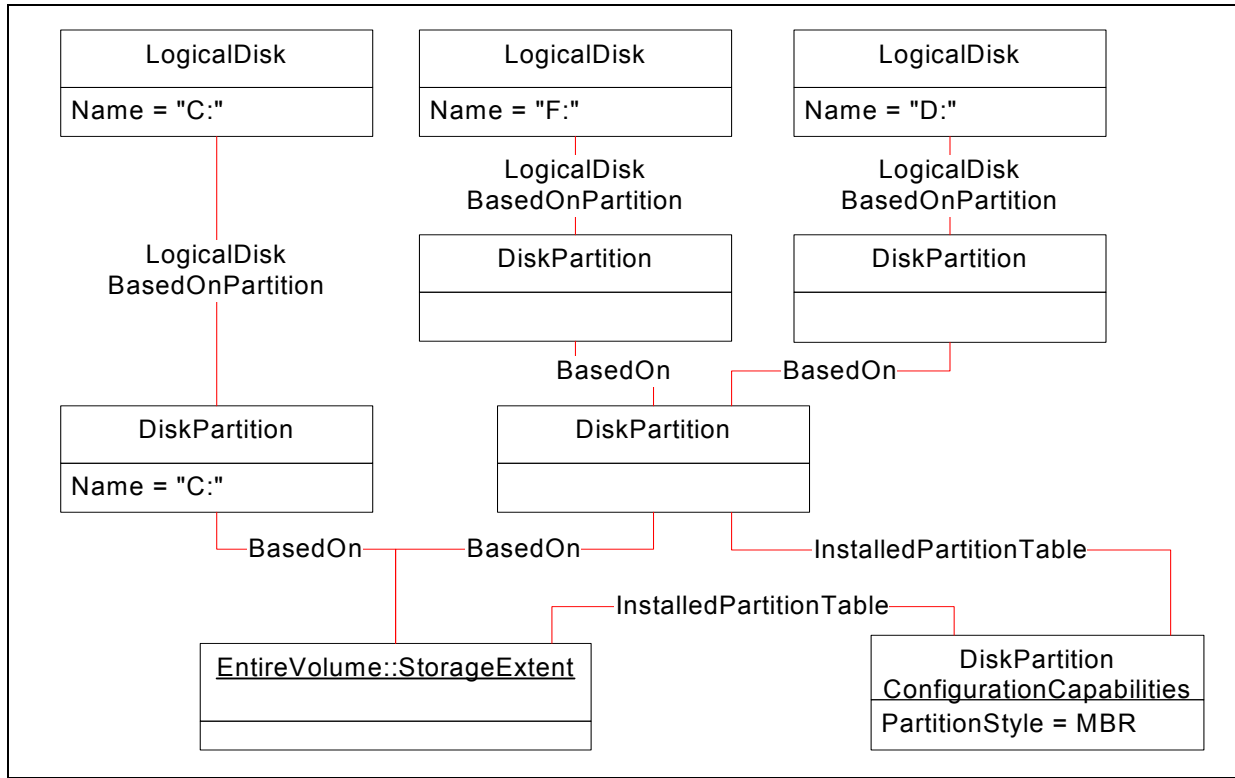 LogicalDisk
Name = "C:"
LogicalDisk
Name = "F:"
LogicalDisk
Name = "D:"
LogicalDisk
BasedOnPartition
LogicalDisk
BasedOnPartition
LogicalDisk
BasedOnPartition
DiskPartition
DiskPartition
BasedOn
BasedOn
DiskPartition
Name = "C:"
DiskPartition
BasedOn
BasedOn
InstalledPartitionTable
InstalledPartitionTable
EntireVolume::StorageExtent
DiskPartition
ConfigurationCapabilities
PartitionStyle = MBR